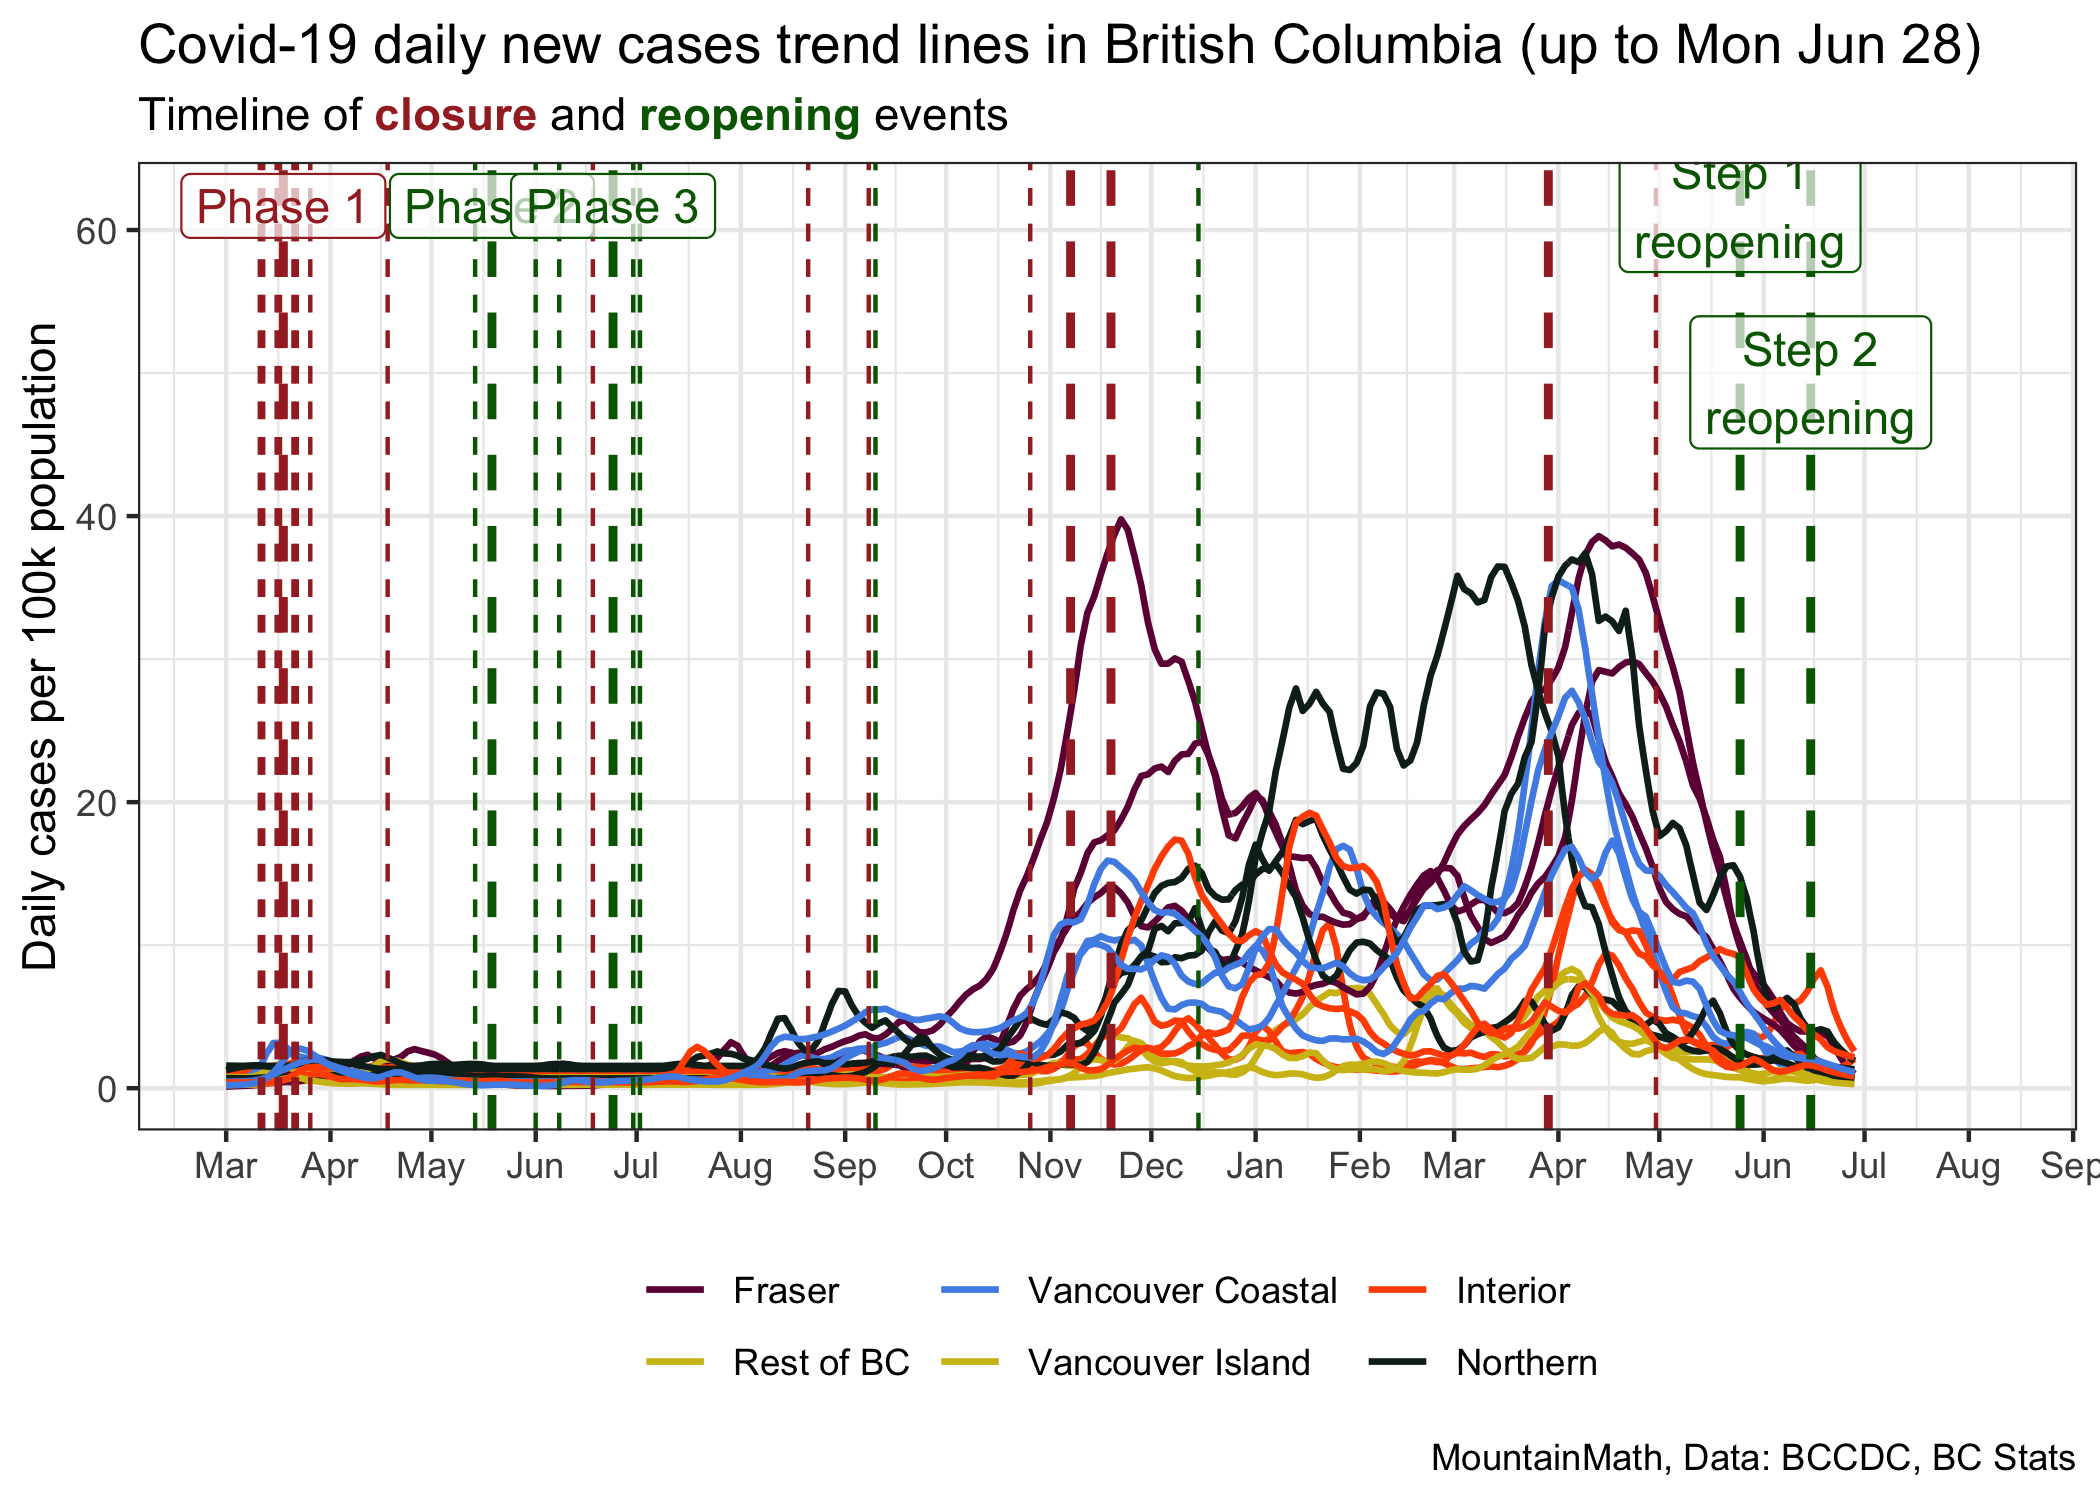 Covid-19 daily new cases trend lines in British Columbia (up to Mon Jun 28)
Timeline of closure and reopening events
Phase 1
Phase 2
Phase 3
Step 1
reopening
Step 2
reopening
Daily cases per 100k population
60
40
20
0
Mar Apr May Jun Jul Aug Sep Oct Nov Dec Jan Feb Mar Apr May Jun Jul Aug Sep
Fraser Vancouver Coastal Interior
Rest of BC Vancouver Island Northern
MountainMath, Data: BCCDC, BC Stats